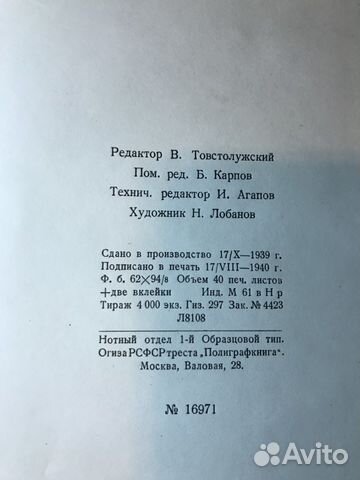 Редактор В. Товстолужский
Пом. ред. Б. Карпов
Технич. редактор И. Агапов
Художник Н. Лобанов
Сдано в производство 17/X—1939 г.
Подписано в печать 17/VIII—1940 г.
Ф. б. 62×94/8 Объем 40 печ. листов
+две вклейки Инд. М 61 в Н р
Тираж 4 000 экз. Гиз. 297 Зак. № 4423
Л8108
Нотный отдел 1-й Образцовой тип.
Огиза РСФСР треста „Полиграфкнига".
Москва, Валовая, 28.
№ 16971
Avito